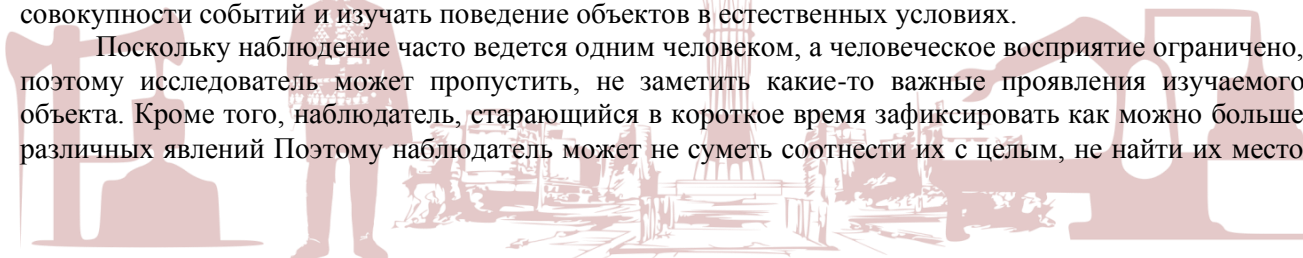 совокупности событий и изучать поведение объектов в естественных условиях.
Поскольку наблюдение часто ведется одним человеком, а человеческое восприятие ограничено,
поэтому исследователь может пропустить, не заметить какие-то важные проявления изучаемого
объекта. Кроме того, наблюдатель, старающийся в короткое время зафиксировать как можно больше
различных явлений Поэтому наблюдатель может не суметь соотнести их с целым, не найти их место